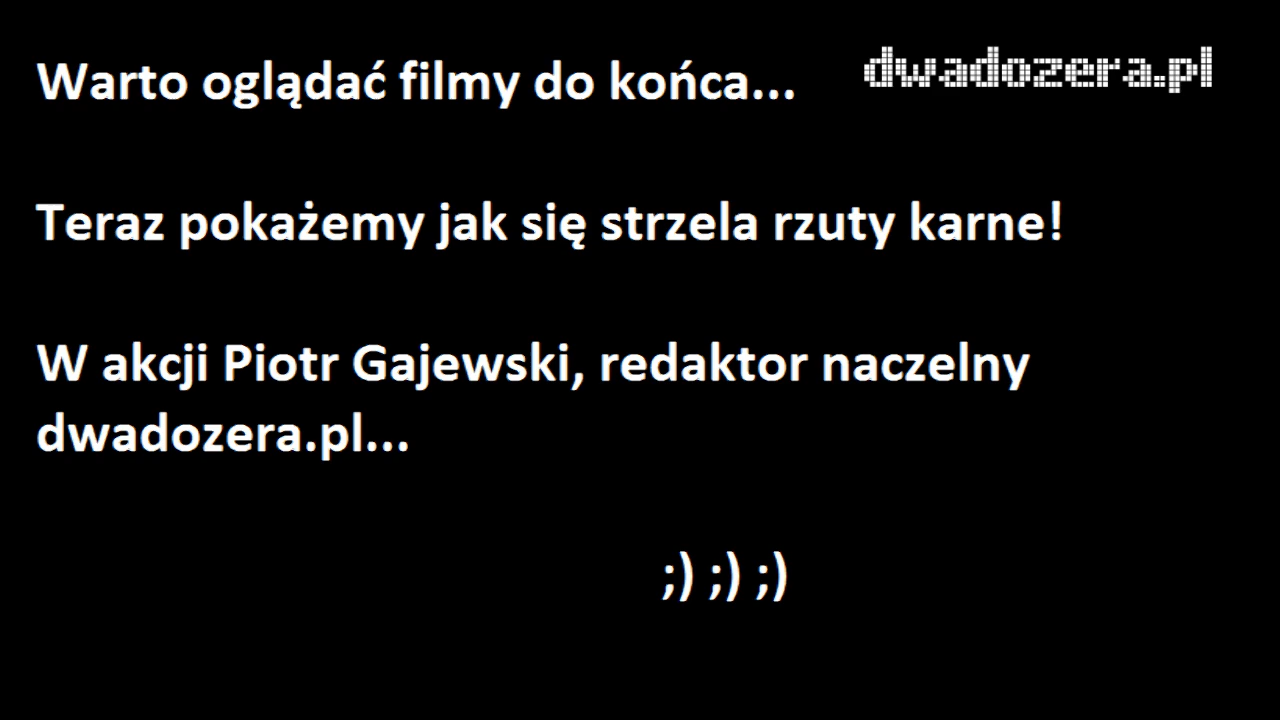 Warto oglądać filmy do końca...
dwadozera.pl
Teraz pokażemy jak się strzela rzuty karne!
W akcji Piotr Gajewski, redaktor naczelny
dwadozera.pl...
;) ;) ;)